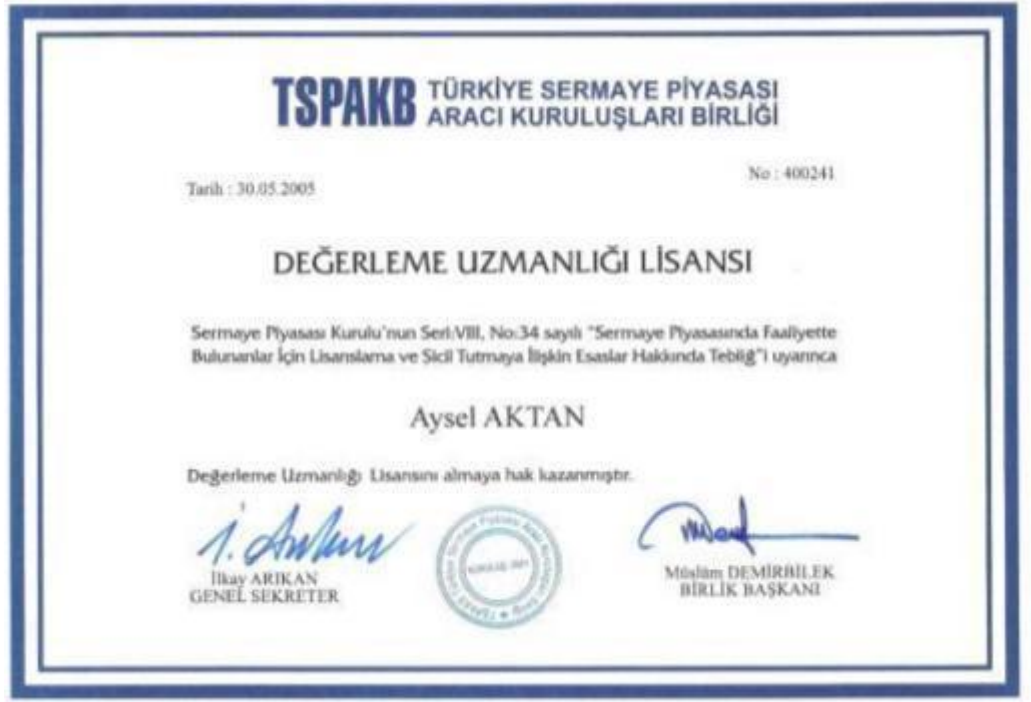 TSPAKB TÜRKİYE SERMAYE PİYASASI
ARACI KURULUŞLARI BİRLİĞİ
Tarih : 30.05.2005
No : 400241
DEĞERLEME UZMANLIĞI LİSANSI
Sermaye Piyasası Kurulu'nun Seri:VIII, No:34 sayılı "Sermaye Piyasasında Faaliyette
Bulunanlar İçin Lisanslama ve Sicil Tutmaya İlişkin Esaslar Hakkında Tebliğ"i uyarınca
Aysel AKTAN
Değerleme Uzmanlığı Lisansını almaya hak kazanmıştır.
İlkay ARIKAN
GENEL SEKRETER
Müslüm DEMİRBİLEK
BİRLİK BAŞKANI